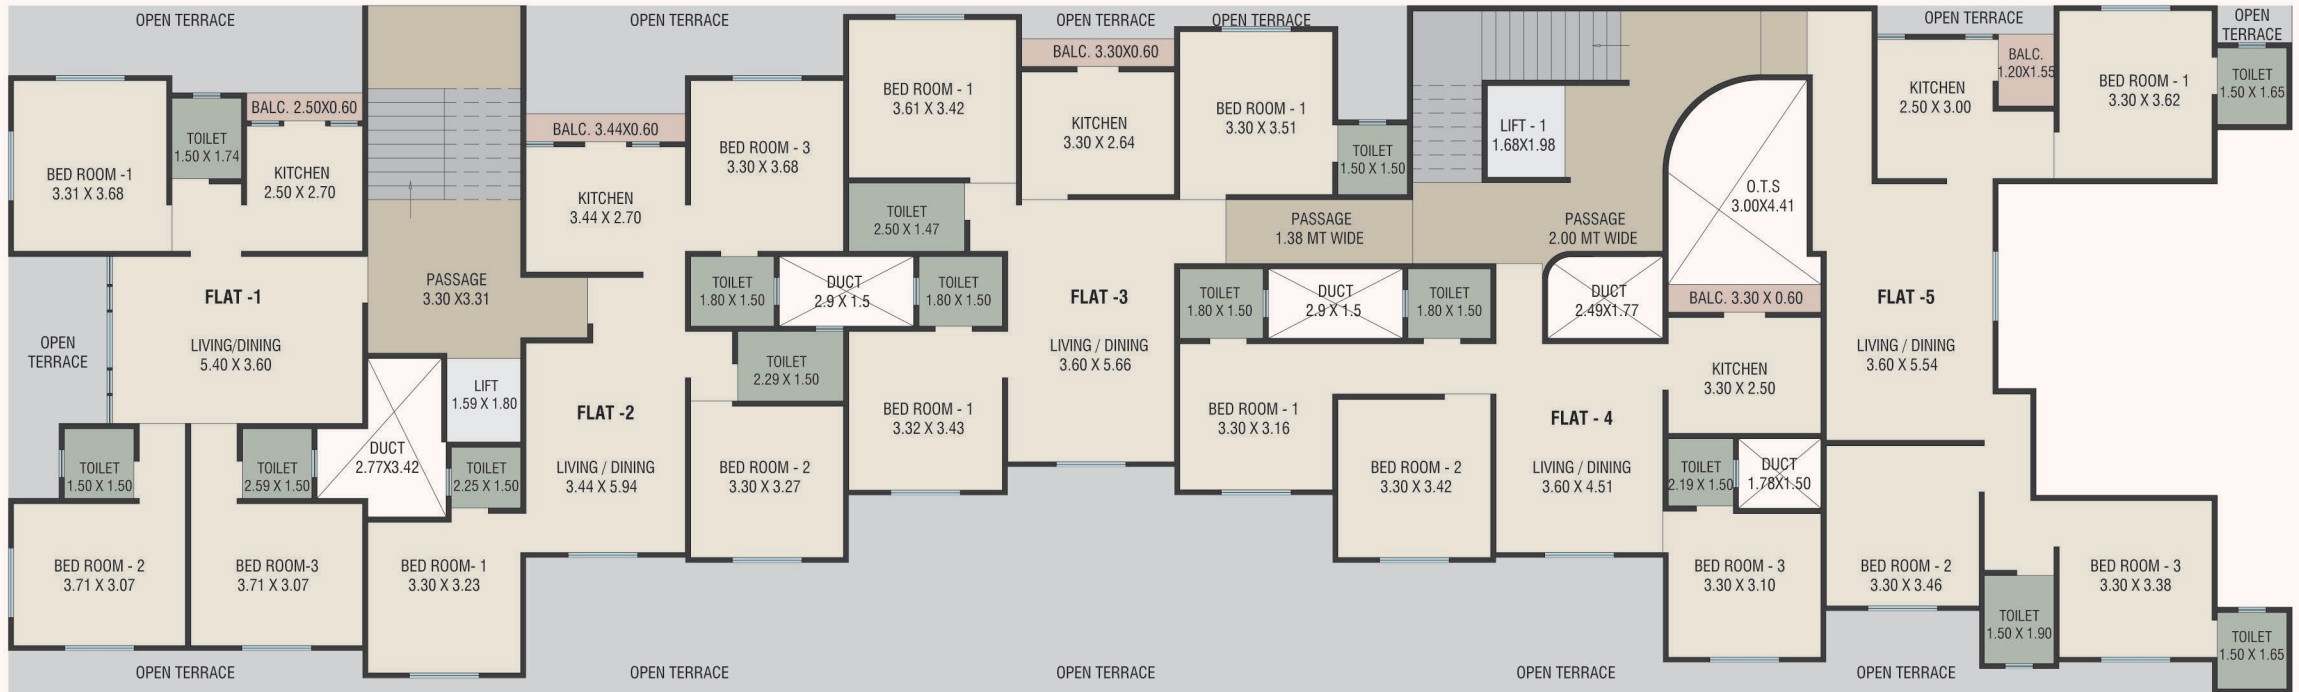 OPEN TERRACE
OPEN TERRACE
OPEN TERRACE
OPEN TERRACE
OPEN TERRACE
OPEN
TERRACE
BALC. 3.30X0.60
BALC.
1.20X1.55
BED ROOM - 1
3.61 X 3.42
KITCHEN
3.30 X 2.64
BED ROOM - 1
3.30 X 3.51
KITCHEN
2.50 X 3.00
BED ROOM - 1
3.30 X 3.62
TOILET
1.50 X 1.65
BALC. 2.50X0.60
BALC. 3.44X0.60
TOILET
1.50 X 1.74
BED ROOM -1
3.31 X 3.68
KITCHEN
2.50 X 2.70
KITCHEN
3.44 X 2.70
BED ROOM - 3
3.30 X 3.68
TOILET
1.50 X 1.50
LIFT - 1
1.68X1.98
O.T.S
3.00X4.41
TOILET
2.50 X 1.47
PASSAGE
1.38 MT WIDE
PASSAGE
2.00 MT WIDE
FLAT -1
PASSAGE
3.30 X3.31
TOILET
1.80 X 1.50
DUCT
2.9 X 1.5
TOILET
1.80 X 1.50
FLAT -3
TOILET
1.80 X 1.50
DUCT
2.9 X 1.5
TOILET
1.80 X 1.50
DUCT
2.49X1.77
BALC. 3.30 X 0.60
FLAT -5
OPEN
TERRACE
LIVING/DINING
5.40 X 3.60
LIVING / DINING
3.60 X 5.66
LIVING / DINING
3.60 X 5.54
LIFT
1.59 X 1.80
TOILET
2.29 X 1.50
KITCHEN
3.30 X 2.50
FLAT -2
BED ROOM - 1
3.32 X 3.43
BED ROOM - 1
3.30 X 3.16
FLAT - 4
DUCT
2.77X3.42
TOILET
1.50 X 1.50
TOILET
2.59 X 1.50
TOILET
2.25 X 1.50
LIVING / DINING
3.44 X 5.94
BED ROOM - 2
3.30 X 3.27
BED ROOM - 2
3.30 X 3.42
LIVING / DINING
3.60 X 4.51
TOILET
2.19 X 1.50
DUCT
1.78X1.50
BED ROOM - 2
3.71 X 3.07
BED ROOM-3
3.71 X 3.07
BED ROOM- 1
3.30 X 3.23
BED ROOM - 3
3.30 X 3.10
BED ROOM - 2
3.30 X 3.46
BED ROOM - 3
3.30 X 3.38
TOILET
1.50 X 1.90
TOILET
1.50 X 1.65
OPEN TERRACE
OPEN TERRACE
OPEN TERRACE
OPEN TERRACE
OPEN TERRACE